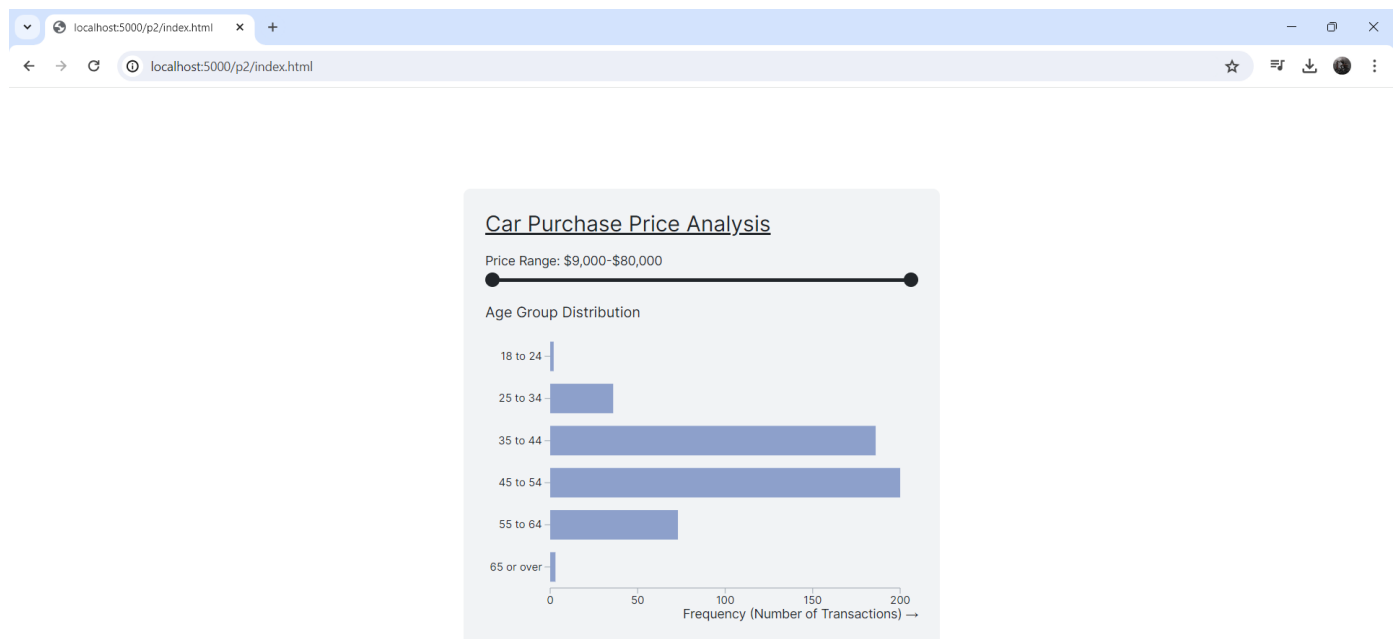 localhost:5000/p2/index.html
localhost:5000/p2/index.html
Car Purchase Price Analysis
Price Range: $9,000-$80,000
Age Group Distribution
18 to 24
25 to 34
35 to 44
45 to 54
55 to 64
65 or over
0 50 100 150 200
Frequency (Number of Transactions) →